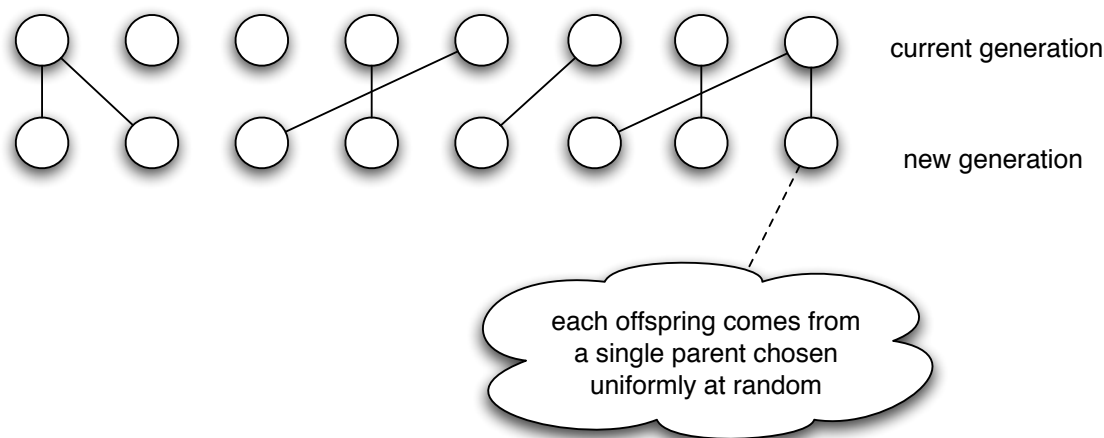 current generation
new generation
each offspring comes from
a single parent chosen
uniformly at random